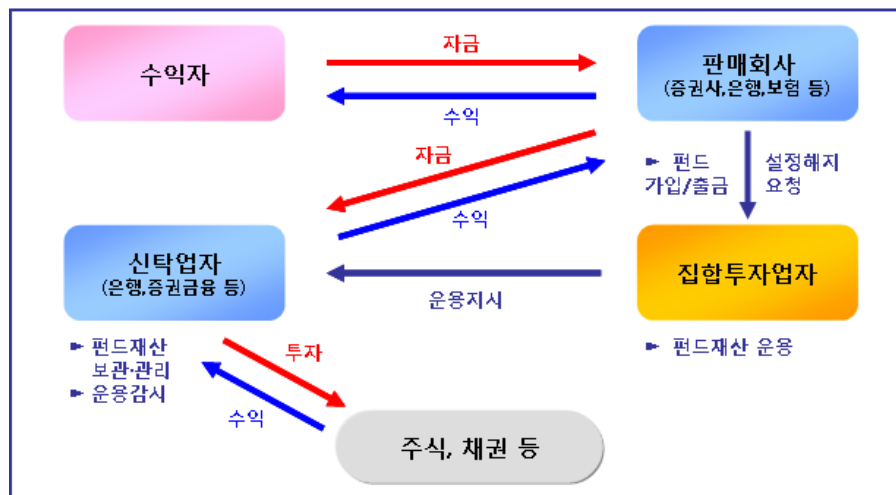 수익자
자금
수익
판매회사
(증권사,은행,보험 등)
자금
수익
► 펀드
가입/출금
설정해지
요청
신탁업자
(은행,증권금융 등)
운용지시
집합투자업자
► 펀드재산
보관·관리
► 운용감시
투자
수익
► 펀드재산 운용
주식, 채권 등